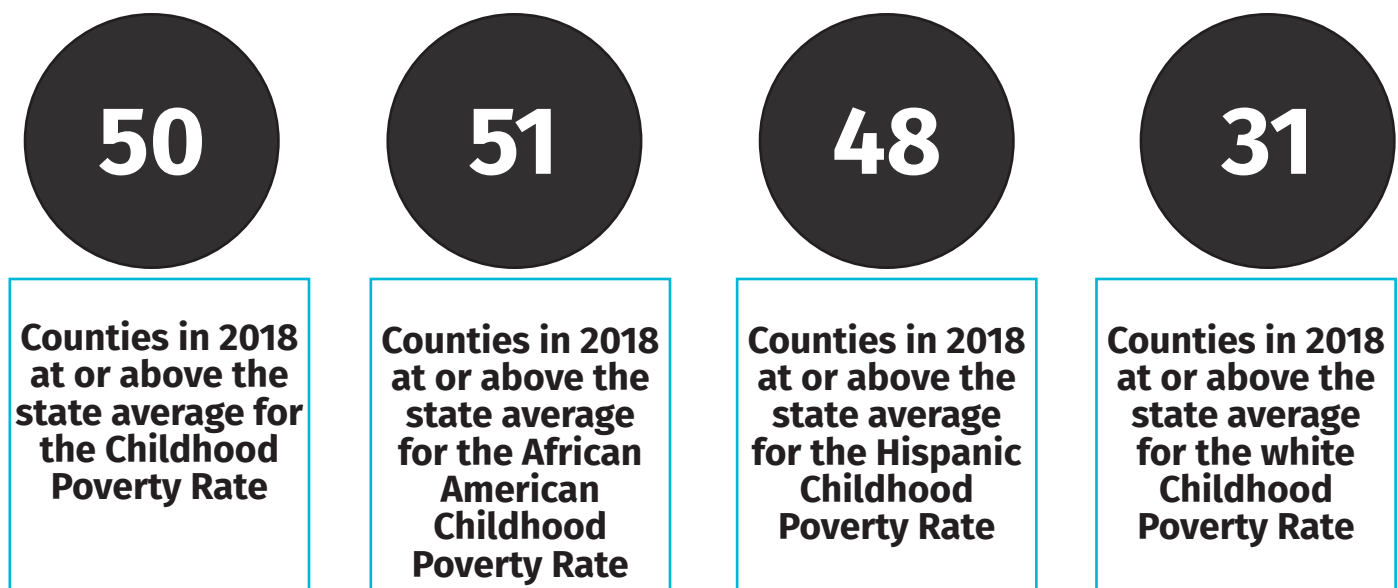 50
Counties in 2018
at or above the
state average for
the Childhood
Poverty Rate
51
Counties in 2018
at or above the
state average
for the African
American
Childhood
Poverty Rate
48
Counties in 2018
at or above the
state average
for the Hispanic
Childhood
Poverty Rate
31
Counties in 2018
at or above the
state average
for the white
Childhood
Poverty Rate